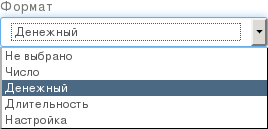 Формат
Денежный
Не выбрано
Число
Денежный
Длительность
Настройка